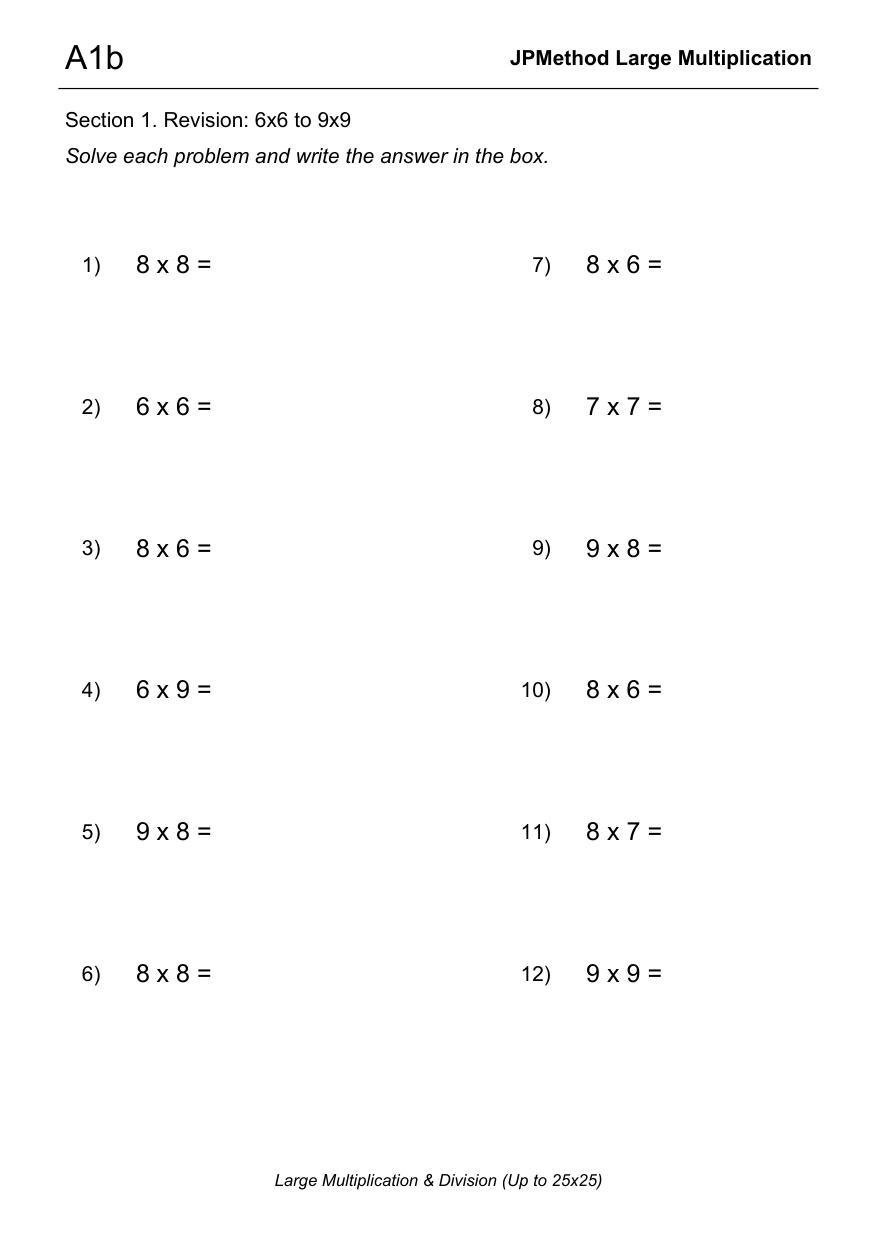 A1b
JPMethod Large Multiplication
Section 1. Revision: 6x6 to 9x9
Solve each problem and write the answer in the box.
1) 8 x 8 =
2) 6 x 6 =
3) 8 x 6 =
4) 6 x 9 =
5) 9 x 8 =
6) 8 x 8 =
7) 8 x 6 =
8) 7 x 7 =
9) 9 x 8 =
10) 8 x 6 =
11) 8 x 7 =
12) 9 x 9 =
Large Multiplication & Division (Up to 25x25)